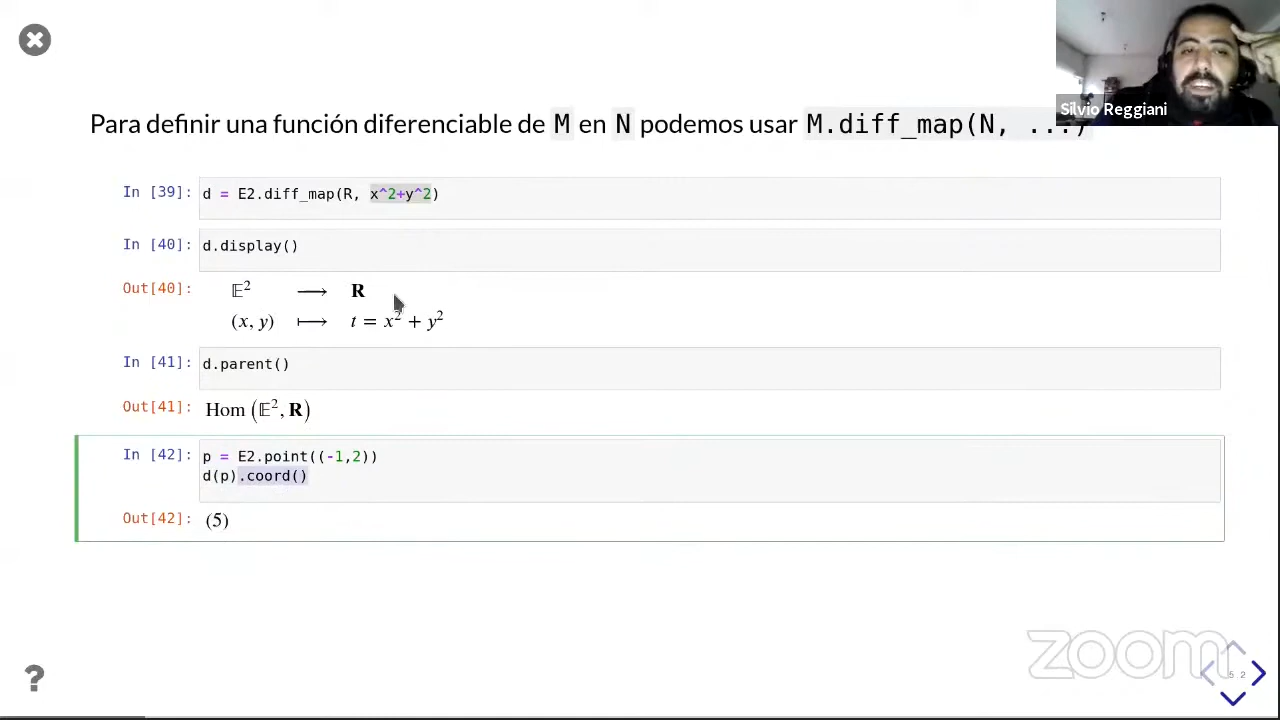 Silvio Reggiani
Para definir una función diferenciable de M en N podemos usar M.diff_map(N, ...)
In [39]: d = E2.diff_map(R, x^2+y^2)
In [40]: d.display()
Out[40]: 𝔼² ⟶ R
(x, y) ⟼ t = x² + y²
In [41]: d.parent()
Out[41]: Hom (𝔼², R)
In [42]: p = E2.point((-1,2))
d(p).coord()
Out[42]: (5)
zoom
5 2
?